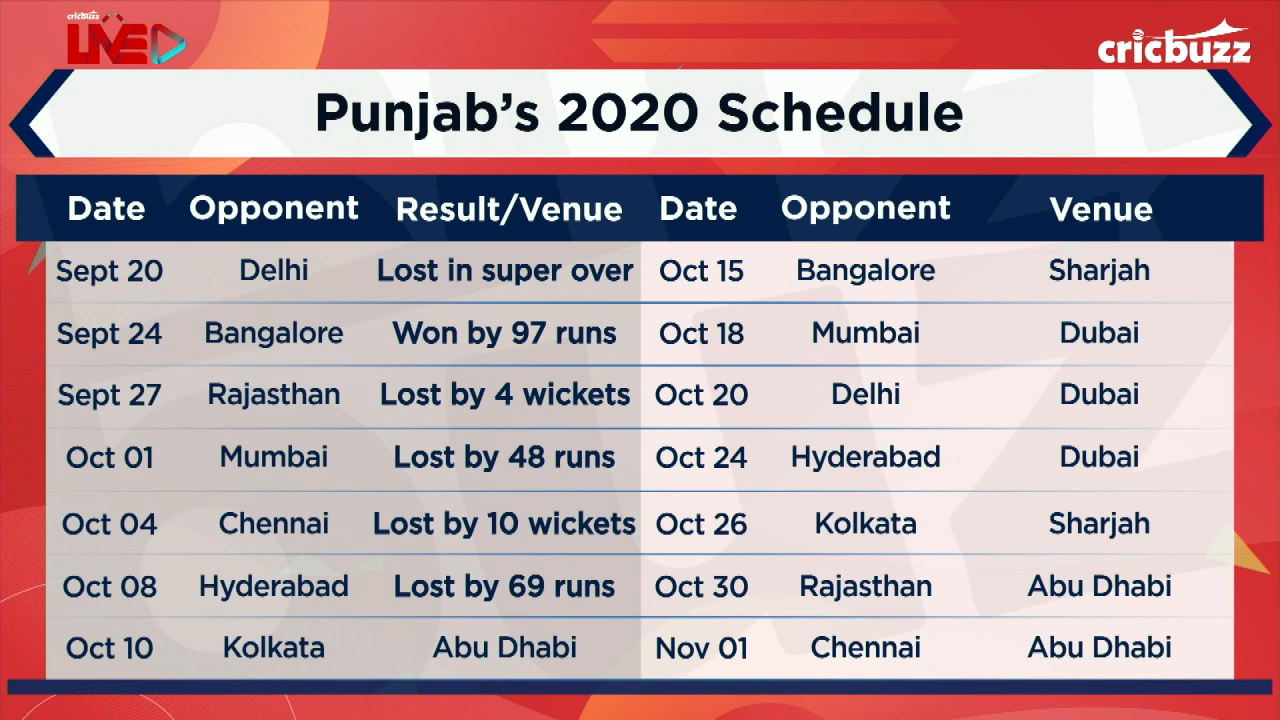 cricbuzz
LIVE
cricbuzz
Punjab’s 2020 Schedule
Date Opponent Result/Venue Date Opponent Venue
Sept 20 Delhi Lost in super over Oct 15 Bangalore Sharjah
Sept 24 Bangalore Won by 97 runs Oct 18 Mumbai Dubai
Sept 27 Rajasthan Lost by 4 wickets Oct 20 Delhi Dubai
Oct 01 Mumbai Lost by 48 runs Oct 24 Hyderabad Dubai
Oct 04 Chennai Lost by 10 wickets Oct 26 Kolkata Sharjah
Oct 08 Hyderabad Lost by 69 runs Oct 30 Rajasthan Abu Dhabi
Oct 10 Kolkata Abu Dhabi Nov 01 Chennai Abu Dhabi